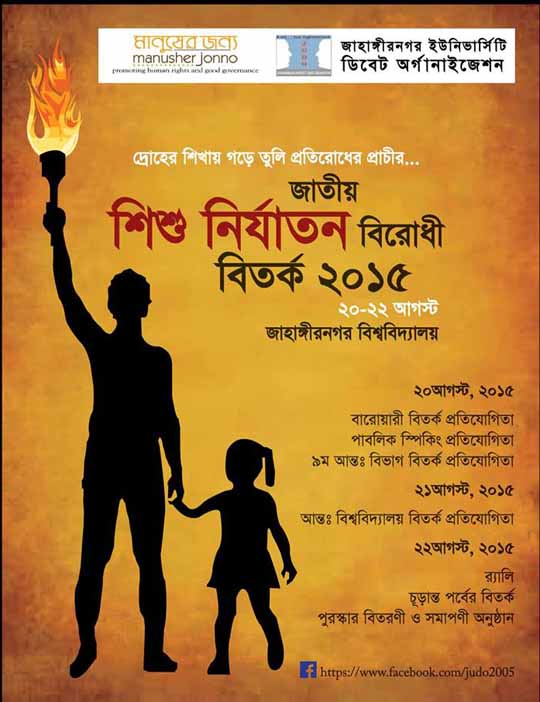 মানুষের জন্য
manusher Jonno
promoting human rights and good governance
JUDO
জাহাঙ্গীরনগর ইউনিভার্সিটি
ডিবেট অর্গানাইজেশন
দ্রোহের শিখায় গড়ে তুলি প্রতিরোধের প্রাচীর...
জাতীয়
শিশু নির্যাতন বিরোধী
বিতর্ক ২০১৫
২০-২২ আগস্ট
জাহাঙ্গীরনগর বিশ্ববিদ্যালয়
২০আগস্ট, ২০১৫
বারোয়ারী বিতর্ক প্রতিযোগিতা
পাবলিক স্পিকিং প্রতিযোগিতা
৯ম আন্তঃ বিভাগ বিতর্ক প্রতিযোগিতা
২১আগস্ট, ২০১৫
আন্তঃ বিশ্ববিদ্যালয় বিতর্ক প্রতিযোগিতা
২২আগস্ট, ২০১৫
র‍্যালি
চূড়ান্ত পর্বের বিতর্ক
পুরস্কার বিতরণী ও সমাপণী অনুষ্ঠান
https://www.facebook.com/judo2005